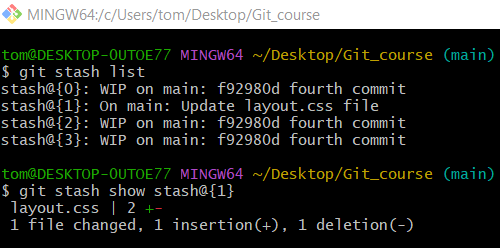 MINGW64:/c/Users/tom/Desktop/Git_course
tom@DESKTOP-OUTOE77 MINGW64 ~/Desktop/Git_course (main)
$ git stash list
stash@{0}: WIP on main: f92980d fourth commit
stash@{1}: On main: Update layout.css file
stash@{2}: WIP on main: f92980d fourth commit
stash@{3}: WIP on main: f92980d fourth commit
tom@DESKTOP-OUTOE77 MINGW64 ~/Desktop/Git_course (main)
$ git stash show stash@{1}
layout.css | 2 +-
1 file changed, 1 insertion(+), 1 deletion(-)